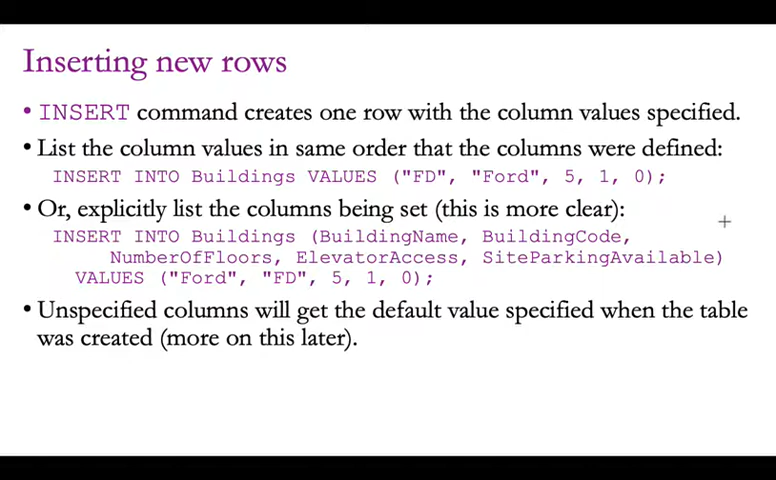 Inserting new rows
• INSERT command creates one row with the column values specified.
• List the column values in same order that the columns were defined:
INSERT INTO Buildings VALUES ("FD", "Ford", 5, 1, 0);
• Or, explicitly list the columns being set (this is more clear):
INSERT INTO Buildings (BuildingName, BuildingCode,
NumberOfFloors, ElevatorAccess, SiteParkingAvailable)
VALUES ("Ford", "FD", 5, 1, 0);
• Unspecified columns will get the default value specified when the table
was created (more on this later).